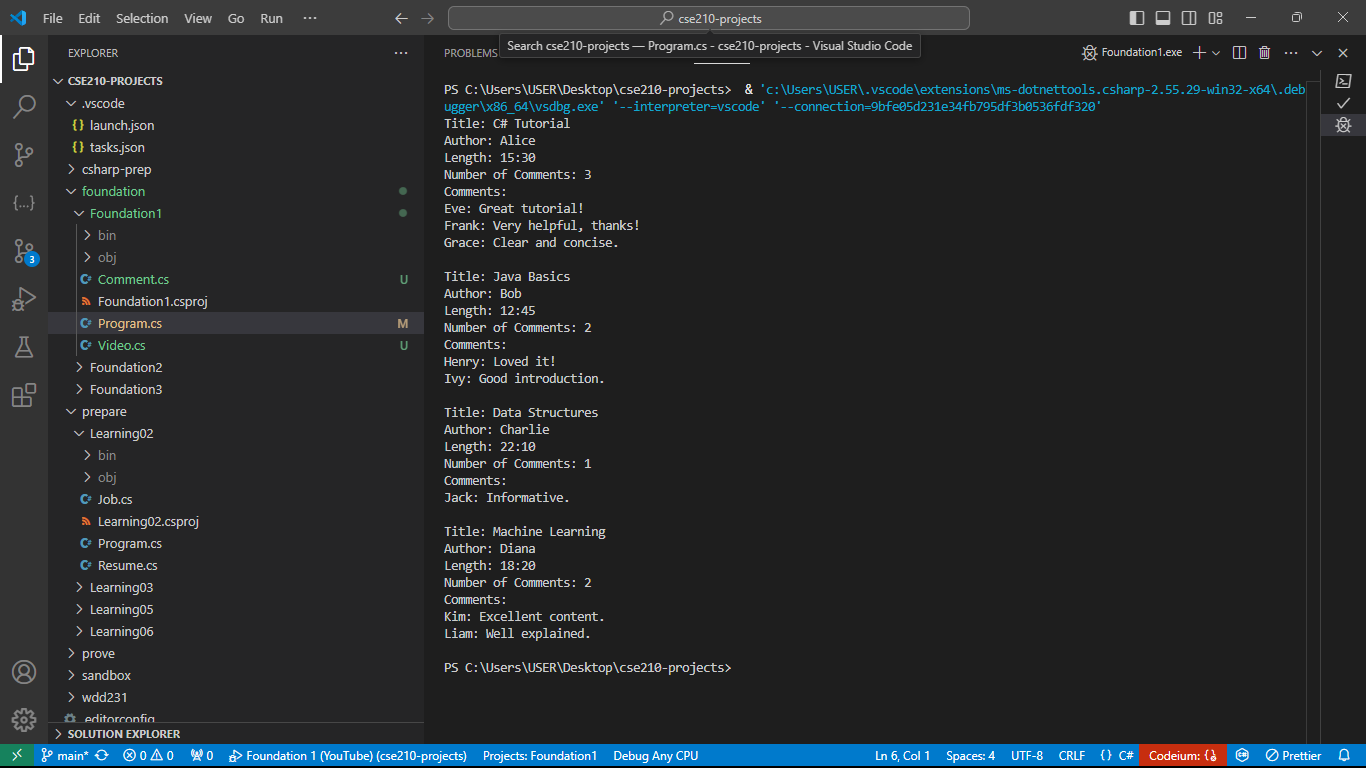 File Edit Selection View Go Run ··· cse210-projects
EXPLORER ···
CSE210-PROJECTS
.vscode
{} launch.json
{} tasks.json
csharp-prep
foundation
Foundation1
bin
obj
C# Comment.cs U
Foundation1.csproj
C# Program.cs M
C# Video.cs U
Foundation2
Foundation3
prepare
Learning02
bin
obj
C# Job.cs
Learning02.csproj
C# Program.cs
C# Resume.cs
Learning03
Learning05
Learning06
prove
sandbox
wdd231
.editorconfig
SOLUTION EXPLORER
3
PROBLEMS
Search cse210-projects — Program.cs - cse210-projects - Visual Studio Code
Foundation1.exe
PS C:\Users\USER\Desktop\cse210-projects>  & 'c:\Users\USER\.vscode\extensions\ms-dotnettools.csharp-2.55.29-win32-x64\.deb
ugger\x86_64\vsdbg.exe' '--interpreter=vscode' '--connection=9bfe05d231e34fb795df3b0536fdf320'
Title: C# Tutorial
Author: Alice
Length: 15:30
Number of Comments: 3
Comments:
Eve: Great tutorial!
Frank: Very helpful, thanks!
Grace: Clear and concise.
Title: Java Basics
Author: Bob
Length: 12:45
Number of Comments: 2
Comments:
Henry: Loved it!
Ivy: Good introduction.
Title: Data Structures
Author: Charlie
Length: 22:10
Number of Comments: 1
Comments:
Jack: Informative.
Title: Machine Learning
Author: Diana
Length: 18:20
Number of Comments: 2
Comments:
Kim: Excellent content.
Liam: Well explained.
PS C:\Users\USER\Desktop\cse210-projects>
main* 0 0 0 Foundation 1 (YouTube) (cse210-projects) Projects: Foundation1 Debug Any CPU Ln 6, Col 1 Spaces: 4 UTF-8 CRLF {} C# Codeium: {} Prettier